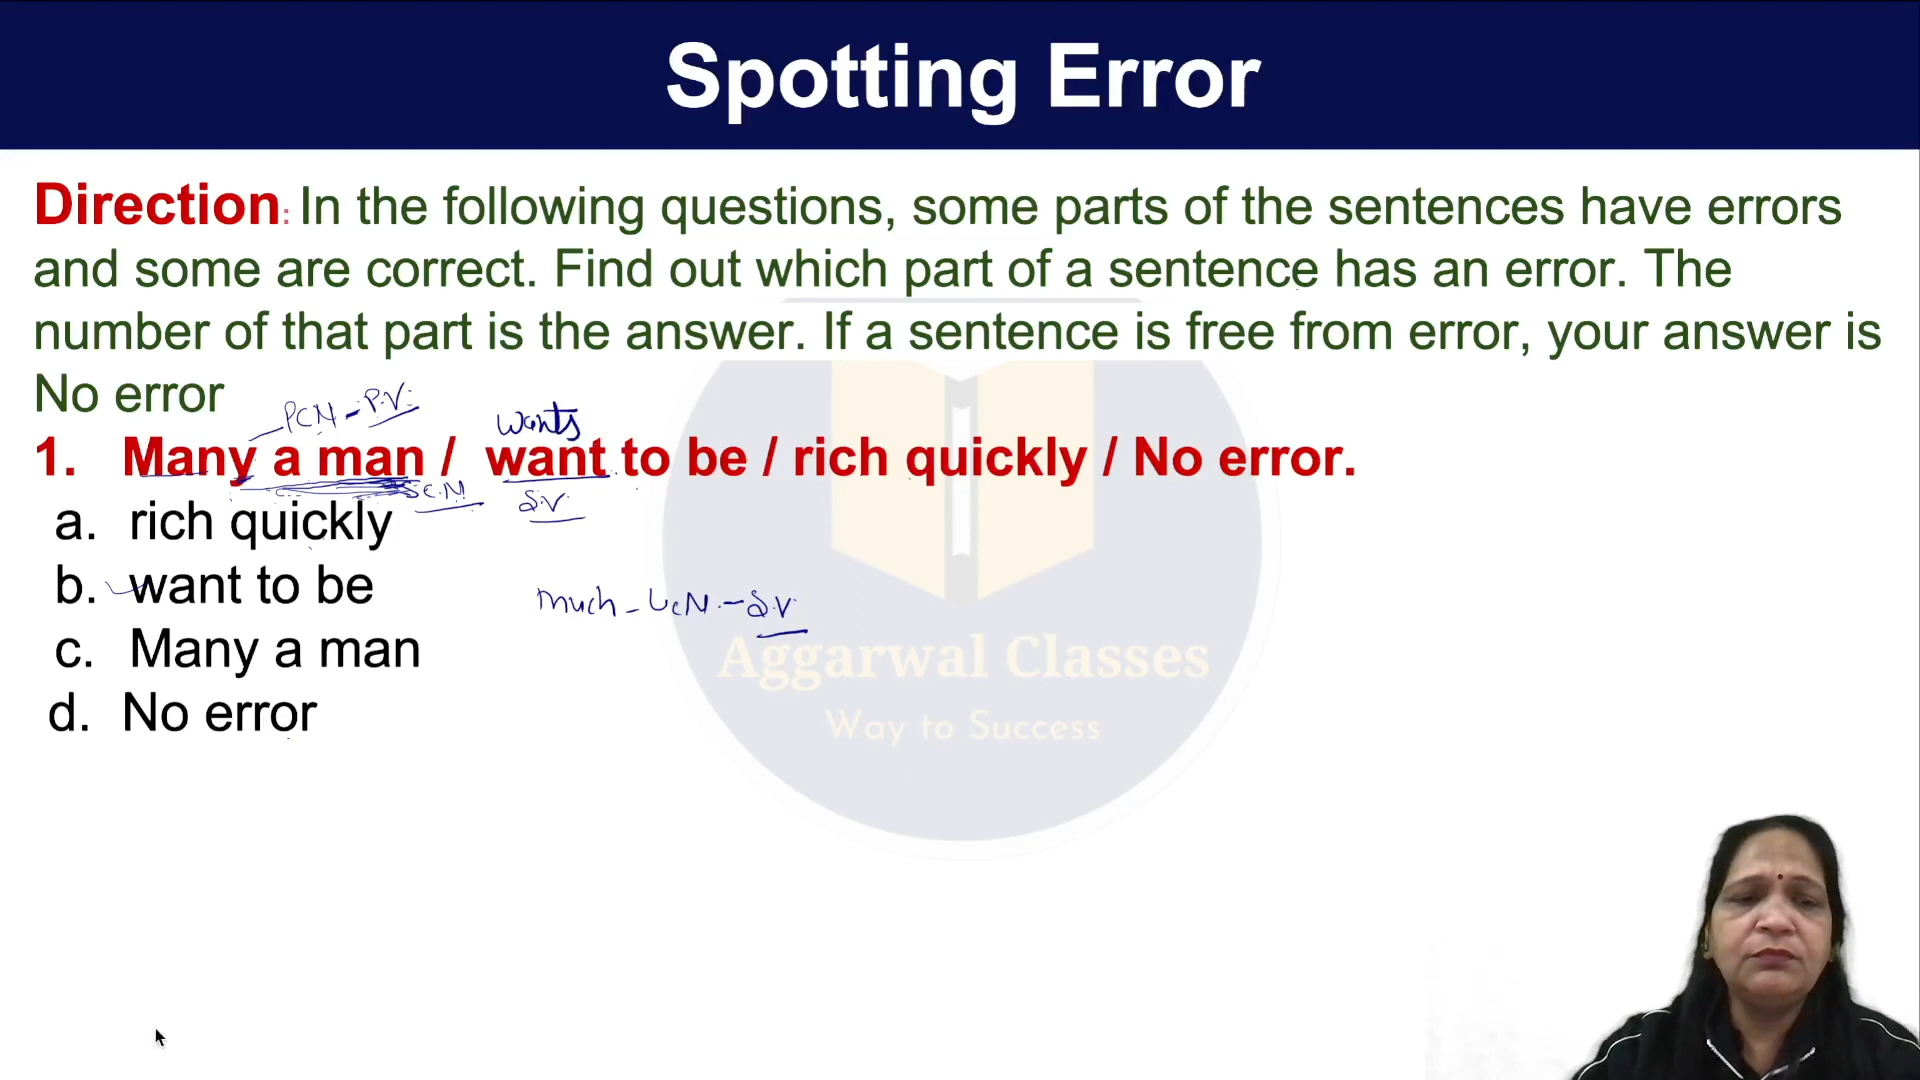 Spotting Error
Direction: In the following questions, some parts of the sentences have errors
and some are correct. Find out which part of a sentence has an error. The
number of that part is the answer. If a sentence is free from error, your answer is
No error
PCN - P.V.
wants
1. Many a man / want to be / rich quickly / No error.
S.C.N
S.V
a. rich quickly
b. want to be
much - UCN - S.V.
c. Many a man
d. No error
Aggarwal Classes
Way to Success